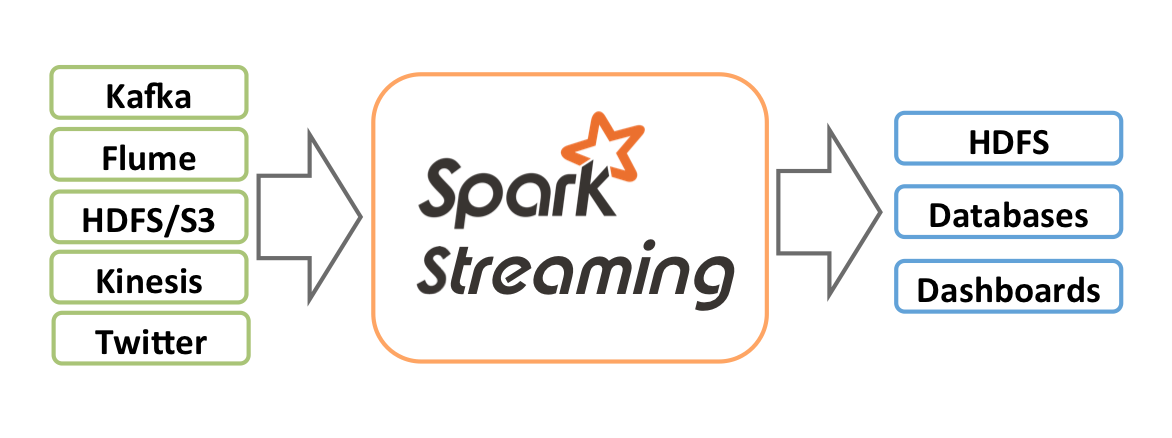 Kafka
Flume
HDFS/S3
Kinesis
Twitter
Spark
Streaming
HDFS
Databases
Dashboards